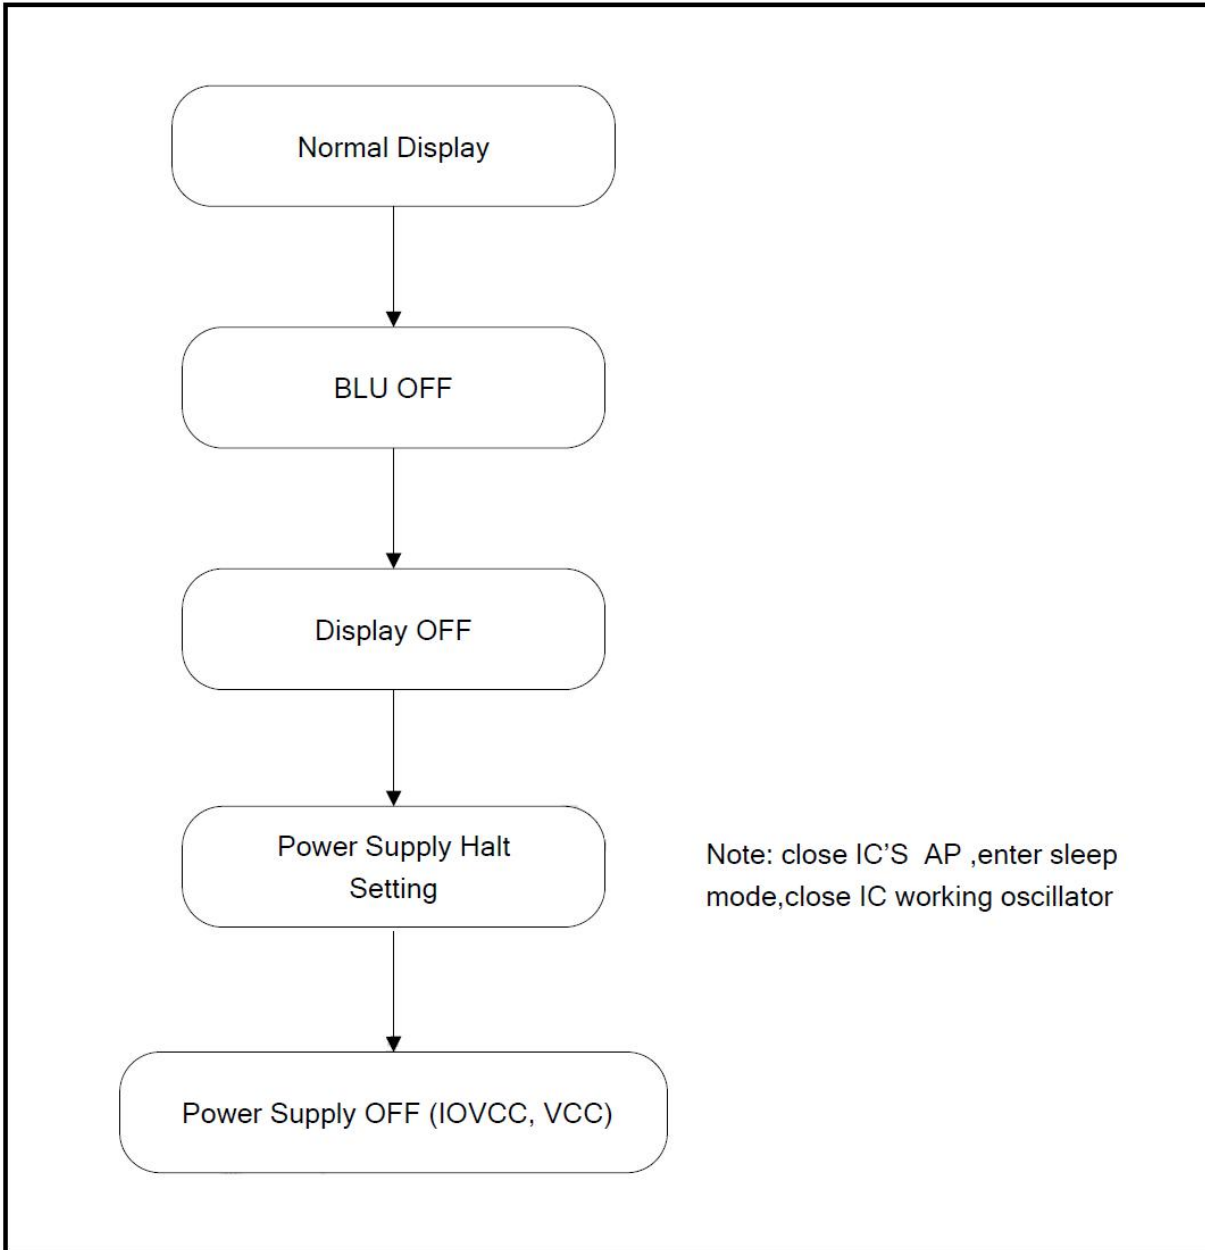 Normal Display
BLU OFF
Display OFF
Power Supply Halt
Setting
Note: close IC'S  AP ,enter sleep
mode,close IC working oscillator
Power Supply OFF (IOVCC, VCC)